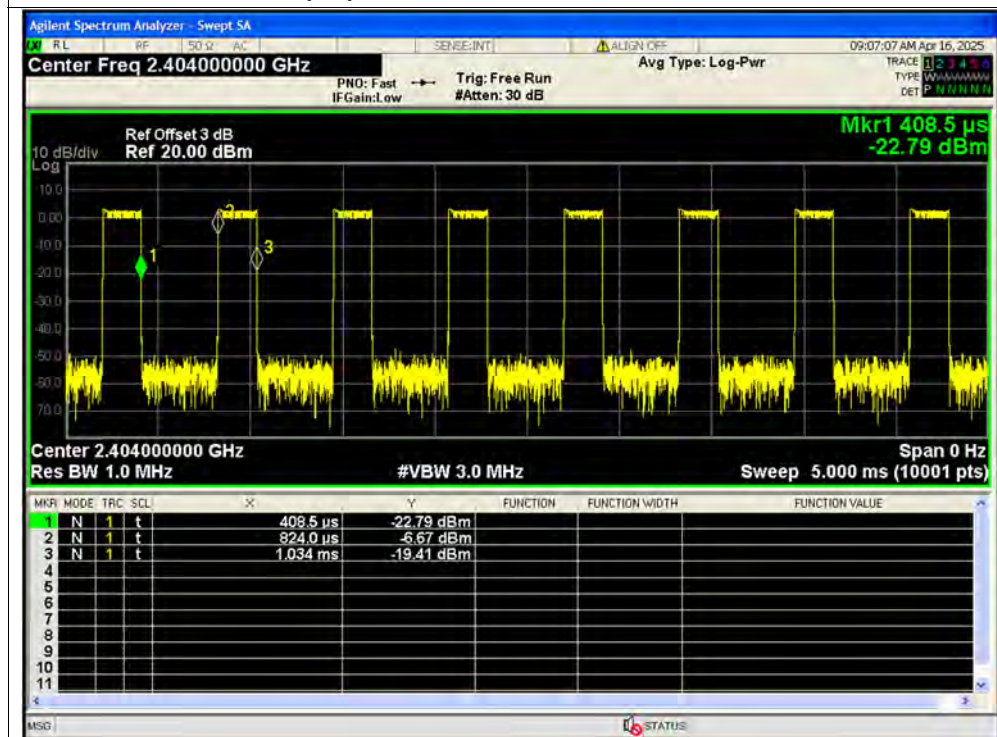 Agilent Spectrum Analyzer - Swept SA
RL RF 50 Ω AC SENSE:INT ALIGN OFF 09:07:07 AM Apr 16, 2025
Center Freq 2.404000000 GHz
PNO: Fast
IFGain:Low
Trig: Free Run
#Atten: 30 dB
Avg Type: Log-Pwr
TRACE 1 2 3 4 5 6
TYPE
DET P N N N N N
Mkr1 408.5 µs
-22.79 dBm
Ref Offset 3 dB
10 dB/div Ref 20.00 dBm
Log
10.0
0.00
-10.0
-20.0
-30.0
-40.0
-50.0
-60.0
-70.0
1
2
3
Center 2.404000000 GHz Span 0 Hz
Res BW 1.0 MHz #VBW 3.0 MHz Sweep 5.000 ms (10001 pts)
MKR MODE TRC SCL X Y FUNCTION FUNCTION WIDTH FUNCTION VALUE
1 N 1 t 408.5 µs -22.79 dBm
2 N 1 t 824.0 µs -6.67 dBm
3 N 1 t 1.034 ms -19.41 dBm
4
5
6
7
8
9
10
11
MSG STATUS